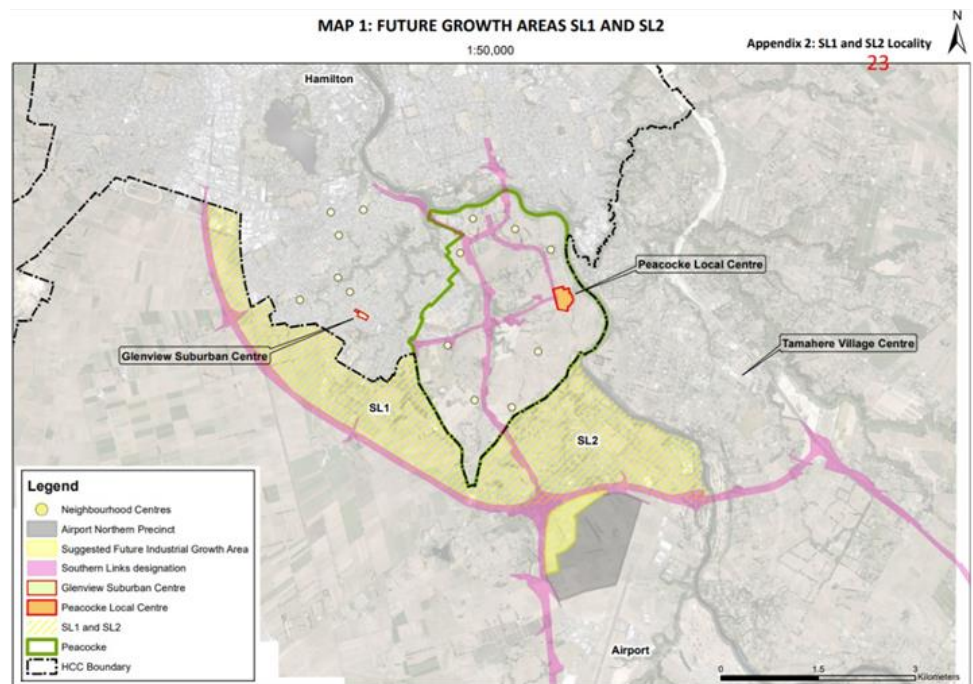 MAP 1: FUTURE GROWTH AREAS SL1 AND SL2
N
1:50,000
Appendix 2: SL1 and SL2 Locality
23
Hamilton
Peacocke Local Centre
Glenview Suburban Centre
Tamahere Village Centre
SL1
SL2
Legend
Neighbourhood Centres
Airport Northern Precinct
Suggested Future Industrial Growth Area
Southern Links designation
Glenview Suburban Centre
Peacocke Local Centre
SL1 and SL2
Peacocke
HCC Boundary
Airport
0 1.5 3
Kilometers